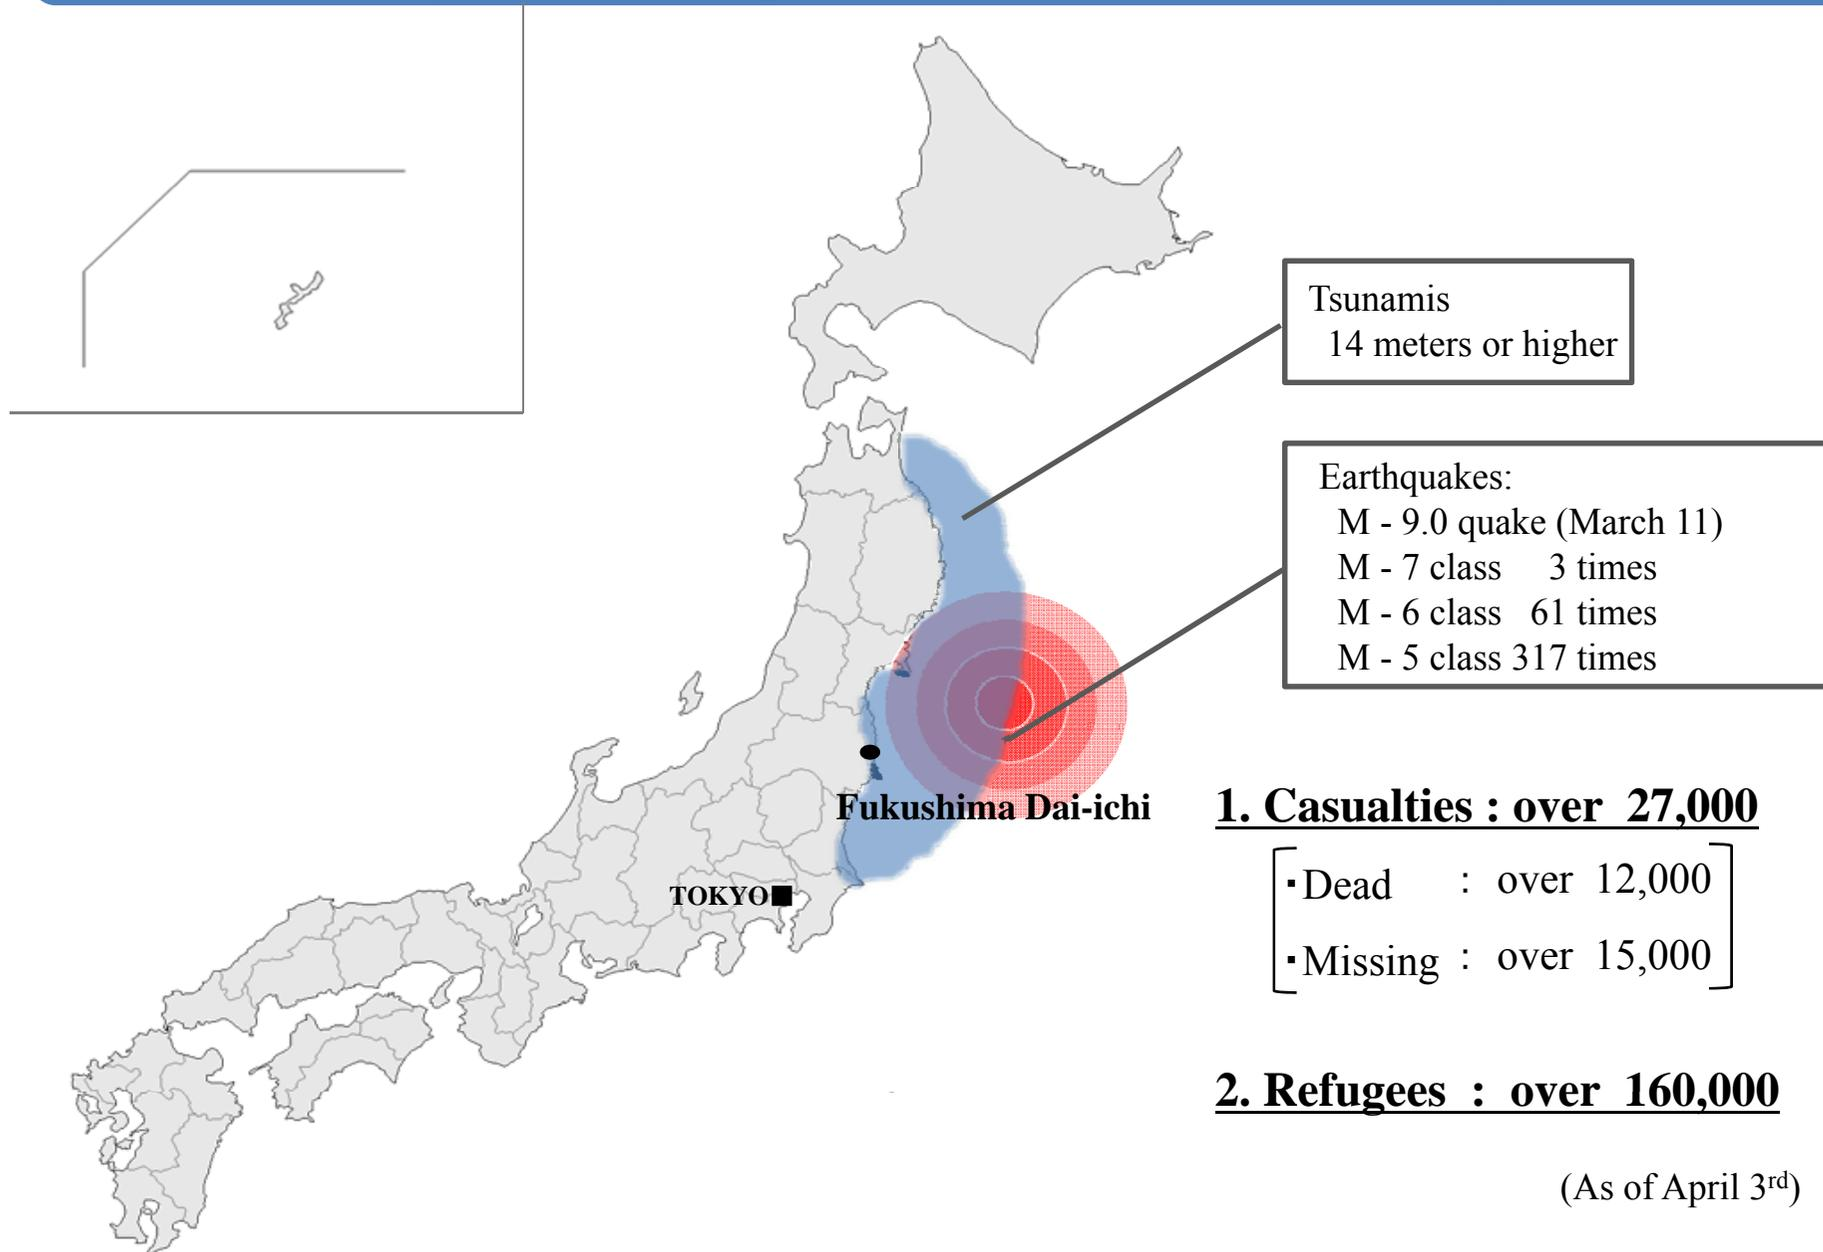 Tsunamis
14 meters or higher
Earthquakes:
M - 9.0 quake (March 11)
M - 7 class 3 times
M - 6 class 61 times
M - 5 class 317 times
Fukushima Dai-ichi
TOKYO
1. Casualties : over 27,000
・Dead : over 12,000
・Missing : over 15,000
2. Refugees : over 160,000
(As of April 3rd)